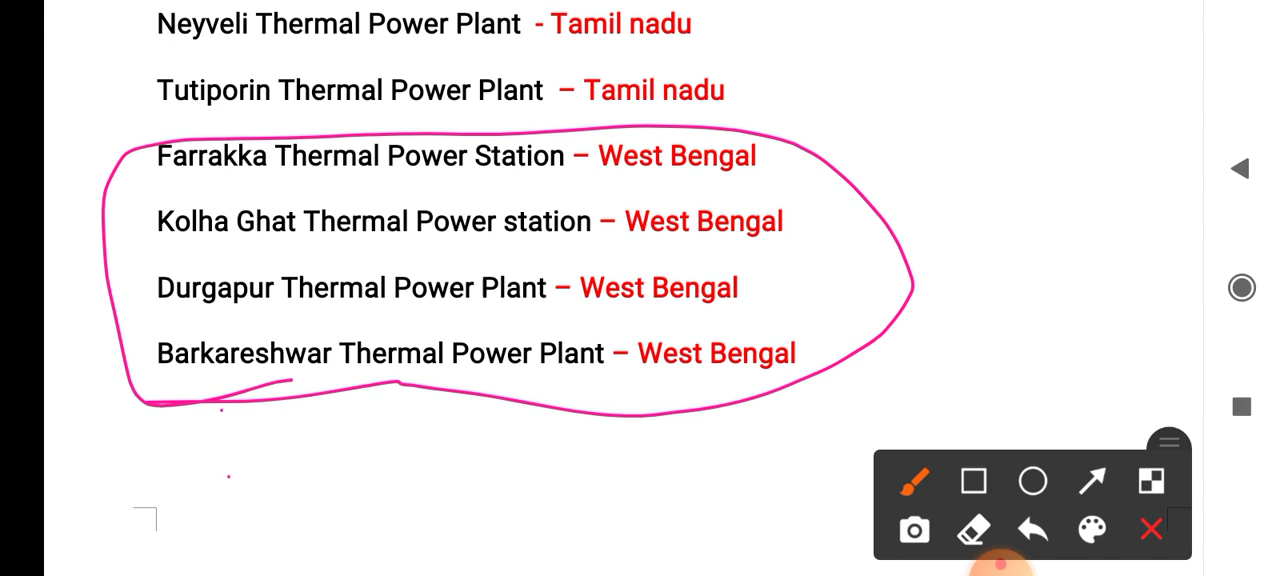 Neyveli Thermal Power Plant - Tamil nadu
Tutiporin Thermal Power Plant – Tamil nadu
Farrakka Thermal Power Station – West Bengal
Kolha Ghat Thermal Power station – West Bengal
Durgapur Thermal Power Plant – West Bengal
Barkareshwar Thermal Power Plant – West Bengal